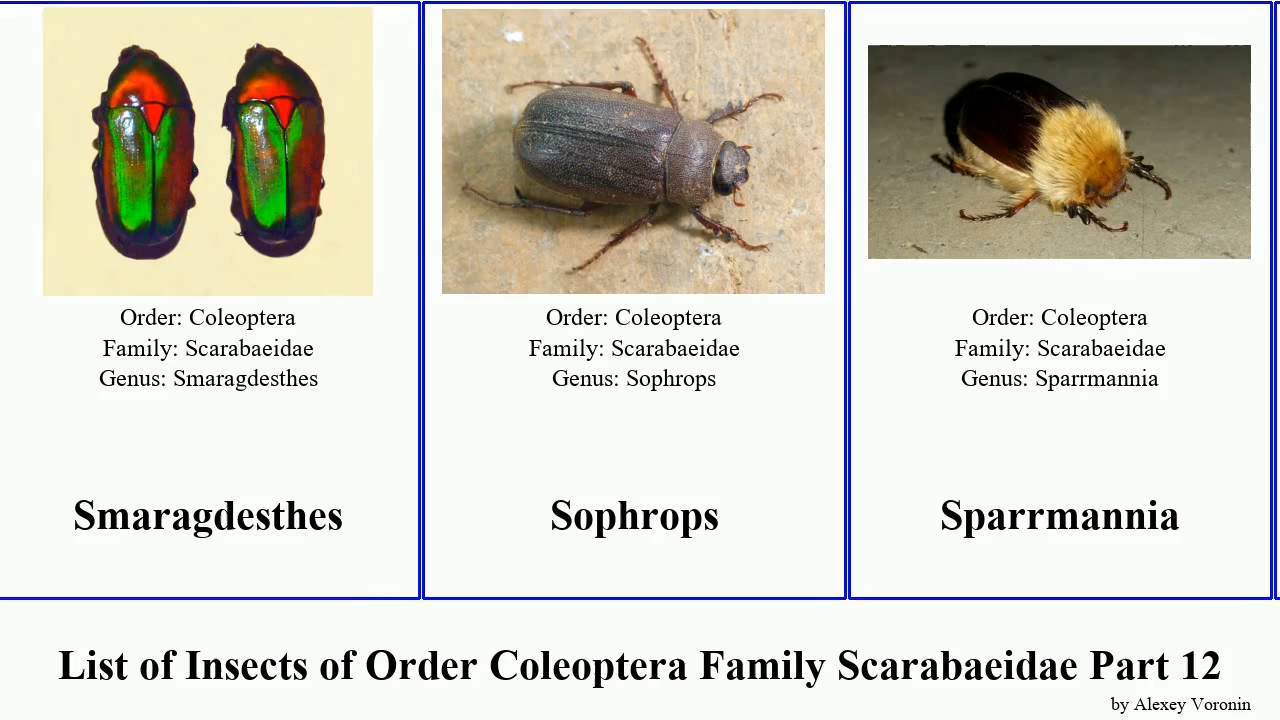 Order: Coleoptera
Family: Scarabaeidae
Genus: Smaragdesthes
Smaragdesthes
Order: Coleoptera
Family: Scarabaeidae
Genus: Sophrops
Sophrops
Order: Coleoptera
Family: Scarabaeidae
Genus: Sparrmannia
Sparrmannia
List of Insects of Order Coleoptera Family Scarabaeidae Part 12
by Alexey Voronin